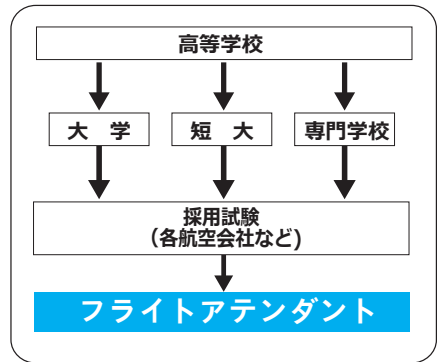 高等学校
大　学
短　大
専門学校
採用試験
（各航空会社など)
フライトアテンダント